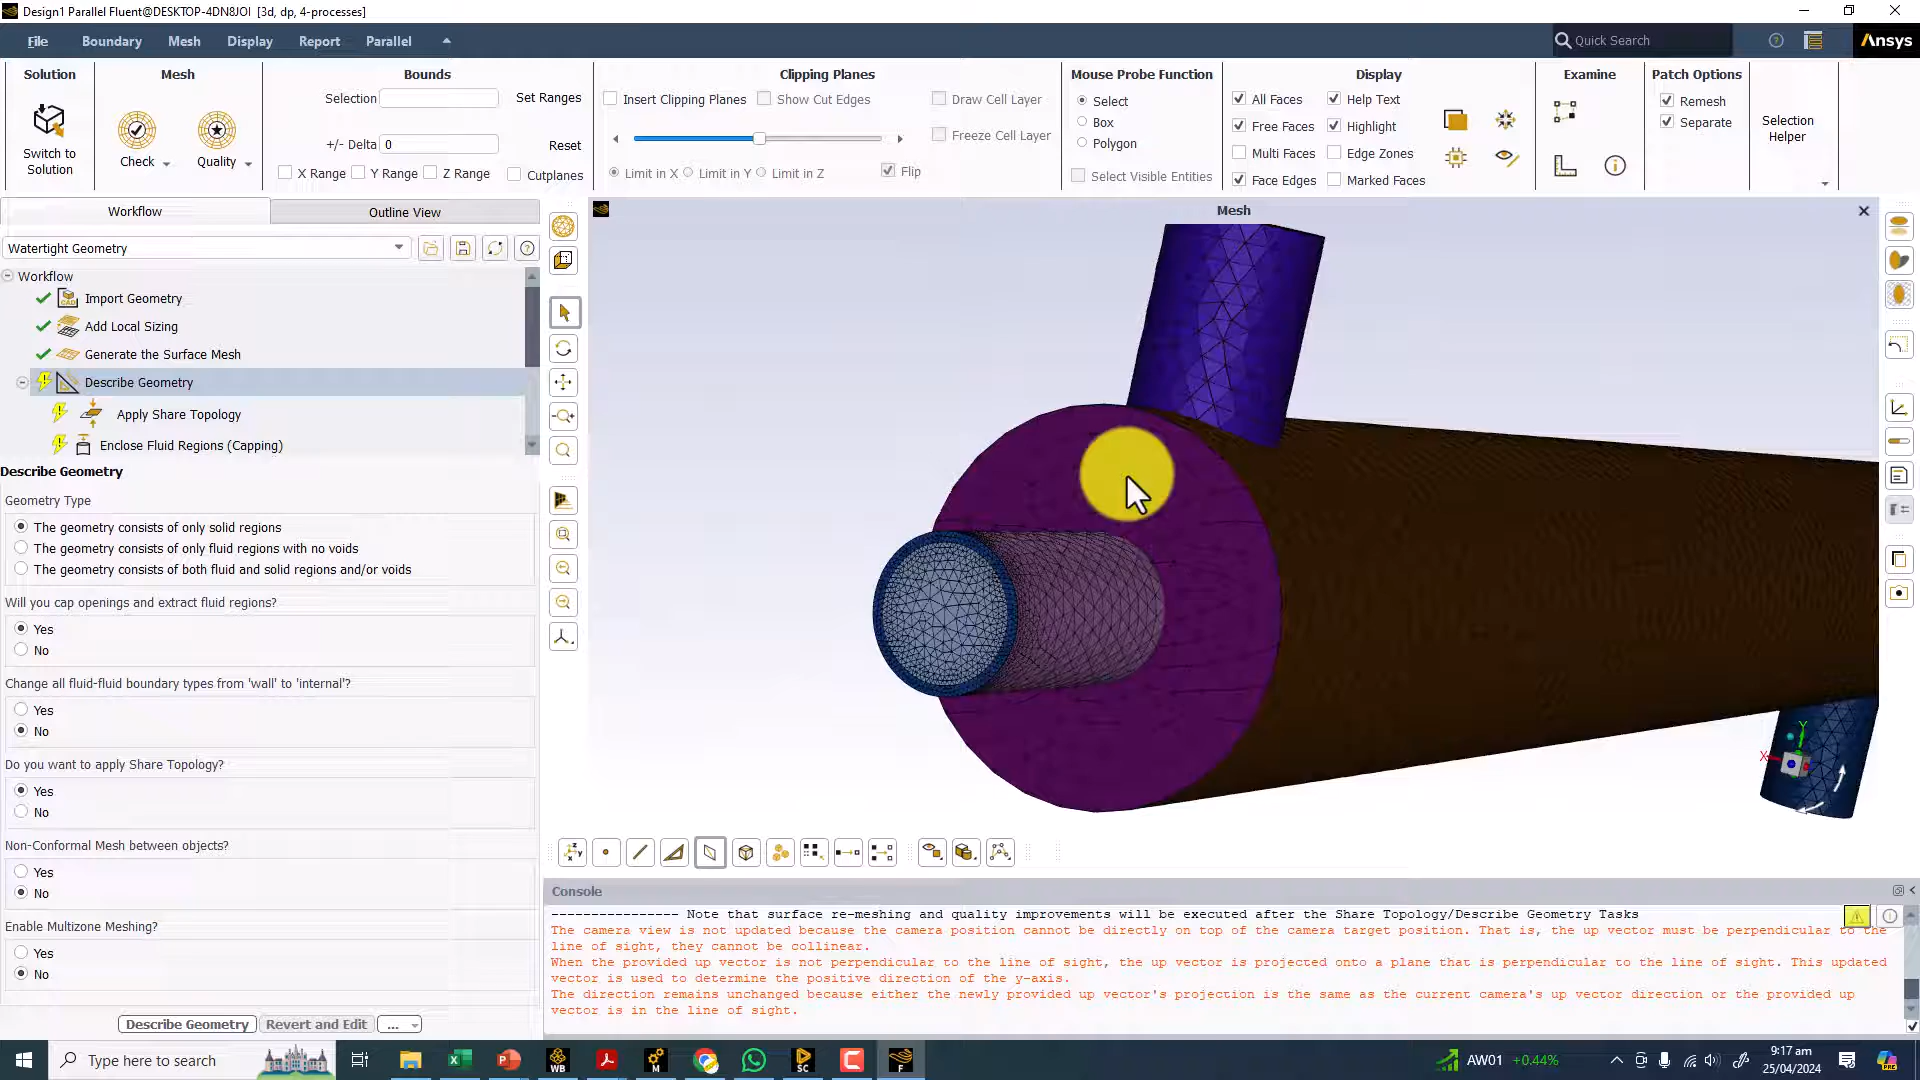 Design1 Parallel Fluent@DESKTOP-4DN8JOI [3d, dp, 4-processes]
File Boundary Mesh Display Report Parallel Quick Search Ansys
Solution Mesh Bounds Clipping Planes Mouse Probe Function Display Examine Patch Options
Selection Set Ranges Insert Clipping Planes Show Cut Edges Draw Cell Layer Select All Faces Help Text Remesh
Box Free Faces Highlight Separate Selection Helper
+/- Delta 0 Reset Freeze Cell Layer Polygon Multi Faces Edge Zones
Switch to Solution Check Quality X Range Y Range Z Range Cutplanes Limit in X Limit in Y Limit in Z Flip Select Visible Entities Face Edges Marked Faces
Workflow Outline View Mesh
Watertight Geometry
Workflow
Import Geometry
Add Local Sizing
Generate the Surface Mesh
Describe Geometry
Apply Share Topology
Enclose Fluid Regions (Capping)
Describe Geometry
Geometry Type
The geometry consists of only solid regions
The geometry consists of only fluid regions with no voids
The geometry consists of both fluid and solid regions and/or voids
Will you cap openings and extract fluid regions?
Yes
No
Change all fluid-fluid boundary types from 'wall' to 'internal'?
Yes
No
Do you want to apply Share Topology?
Yes
No
Non-Conformal Mesh between objects?
Yes
No
Enable Multizone Meshing?
Yes
No
Describe Geometry Revert and Edit ...
Y
X
Console
---------------- Note that surface re-meshing and quality improvements will be executed after the Share Topology/Describe Geometry Tasks
The camera view is not updated because the camera position cannot be directly on top of the camera target position. That is, the up vector must be perpendicular to the
line of sight, they cannot be collinear.
When the provided up vector is not perpendicular to the line of sight, the up vector is projected onto a plane that is perpendicular to the line of sight. This updated
vector is used to determine the positive direction of the y-axis.
The direction remains unchanged because either the newly provided up vector's projection is the same as the current camera's up vector direction or the provided up
vector is in the line of sight.
Type here to search WB M SC F AW01 +0.44% 9:17 am
25/04/2024